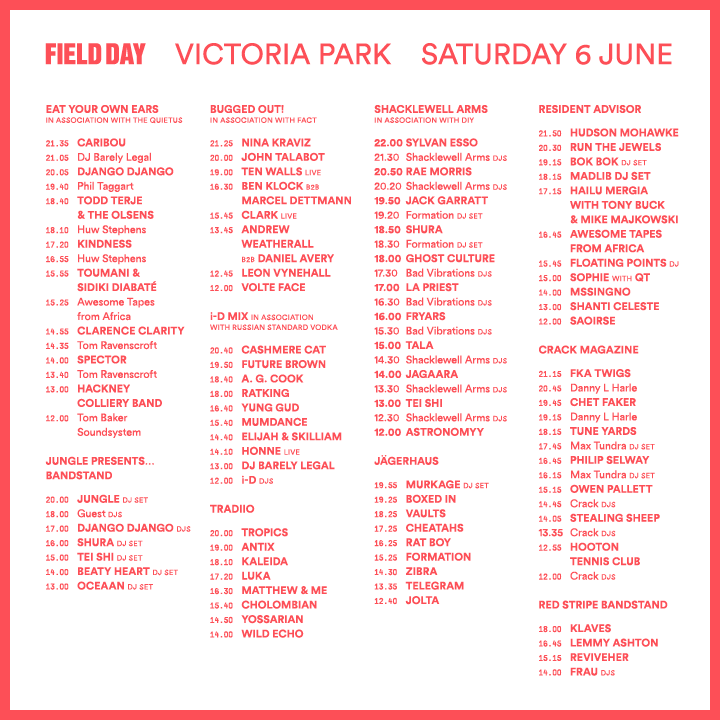 FIELD DAY VICTORIA PARK SATURDAY 6 JUNE
EAT YOUR OWN EARS
IN ASSOCIATION WITH THE QUIETUS
21.35 CARIBOU
21.05 DJ Barely Legal
20.05 DJANGO DJANGO
19.40 Phil Taggart
18.40 TODD TERJE
& THE OLSENS
18.10 Huw Stephens
17.20 KINDNESS
16.55 Huw Stephens
15.55 TOUMANI &
SIDIKI DIABATÉ
15.25 Awesome Tapes
from Africa
14.55 CLARENCE CLARITY
14.35 Tom Ravenscroft
14.00 SPECTOR
13.40 Tom Ravenscroft
13.00 HACKNEY
COLLIERY BAND
12.00 Tom Baker
Soundsystem
JUNGLE PRESENTS...
BANDSTAND
20.00 JUNGLE DJ SET
18.00 Guest DJS
17.00 DJANGO DJANGO DJS
16.00 SHURA DJ SET
15.00 TEI SHI DJ SET
14.00 BEATY HEART DJ SET
13.00 OCEAAN DJ SET
BUGGED OUT!
IN ASSOCIATION WITH FACT
21.25 NINA KRAVIZ
20.00 JOHN TALABOT
19.00 TEN WALLS LIVE
16.30 BEN KLOCK B2B
MARCEL DETTMANN
15.45 CLARK LIVE
13.45 ANDREW
WEATHERALL
B2B DANIEL AVERY
12.45 LEON VYNEHALL
12.00 VOLTE FACE
i-D MIX IN ASSOCIATION
WITH RUSSIAN STANDARD VODKA
20.40 CASHMERE CAT
19.50 FUTURE BROWN
18.40 A. G. COOK
18.00 RATKING
16.40 YUNG GUD
15.40 MUMDANCE
14.40 ELIJAH & SKILLIAM
14.10 HONNE LIVE
13.00 DJ BARELY LEGAL
12.00 i-D DJS
TRADIIO
20.00 TROPICS
19.00 ANTIX
18.10 KALEIDA
17.20 LUKA
16.30 MATTHEW & ME
15.40 CHOLOMBIAN
14.50 YOSSARIAN
14.00 WILD ECHO
SHACKLEWELL ARMS
IN ASSOCIATION WITH DIY
22.00 SYLVAN ESSO
21.30 Shacklewell Arms DJS
20.50 RAE MORRIS
20.20 Shacklewell Arms DJS
19.50 JACK GARRATT
19.20 Formation DJ SET
18.50 SHURA
18.30 Formation DJ SET
18.00 GHOST CULTURE
17.30 Bad Vibrations DJS
17.00 LA PRIEST
16.30 Bad Vibrations DJS
16.00 FRYARS
15.30 Bad Vibrations DJS
15.00 TALA
14.30 Shacklewell Arms DJS
14.00 JAGAARA
13.30 Shacklewell Arms DJS
13.00 TEI SHI
12.30 Shacklewell Arms DJS
12.00 ASTRONOMYY
JÄGERHAUS
19.55 MURKAGE DJ SET
19.25 BOXED IN
18.25 VAULTS
17.25 CHEATAHS
16.25 RAT BOY
15.25 FORMATION
14.30 ZIBRA
13.35 TELEGRAM
12.40 JOLTA
RESIDENT ADVISOR
21.50 HUDSON MOHAWKE
20.30 RUN THE JEWELS
19.15 BOK BOK DJ SET
18.15 MADLIB DJ SET
17.15 HAILU MERGIA
WITH TONY BUCK
& MIKE MAJKOWSKI
16.45 AWESOME TAPES
FROM AFRICA
15.45 FLOATING POINTS DJ
15.00 SOPHIE WITH QT
14.00 MSSINGNO
13.00 SHANTI CELESTE
12.00 SAOIRSE
CRACK MAGAZINE
21.15 FKA TWIGS
20.45 Danny L Harle
19.45 CHET FAKER
19.15 Danny L Harle
18.15 TUNE YARDS
17.45 Max Tundra DJ SET
16.45 PHILIP SELWAY
16.15 Max Tundra DJ SET
15.15 OWEN PALLETT
14.45 Crack DJS
14.05 STEALING SHEEP
13.35 Crack DJS
12.55 HOOTON
TENNIS CLUB
12.00 Crack DJS
RED STRIPE BANDSTAND
18.00 KLAVES
16.45 LEMMY ASHTON
15.15 REVIVEHER
14.00 FRAU DJS